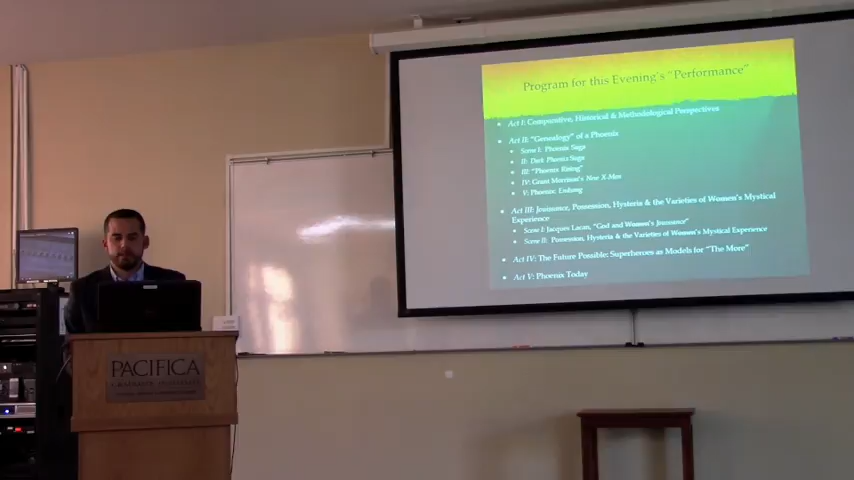 Program for this Evening's "Performance"
Act I: Comparative, Historical & Methodological Perspectives
Act II: "Genealogy" of a Phoenix
Scene I: Phoenix Saga
II: Dark Phoenix Saga
III: "Phoenix Rising"
IV: Grant Morrison's New X-Men
V: Phoenix: Endsong
Act III: Jouissance, Possession, Hysteria & the Varieties of Women's Mystical
Experience
Scene I: Jacques Lacan, "God and Women's Jouissance"
Scene II: Possession, Hysteria & the Varieties of Women's Mystical Experience
Act IV: The Future Possible: Superheroes as Models for "The More"
Act V: Phoenix Today
PACIFICA
GRADUATE INSTITUTE